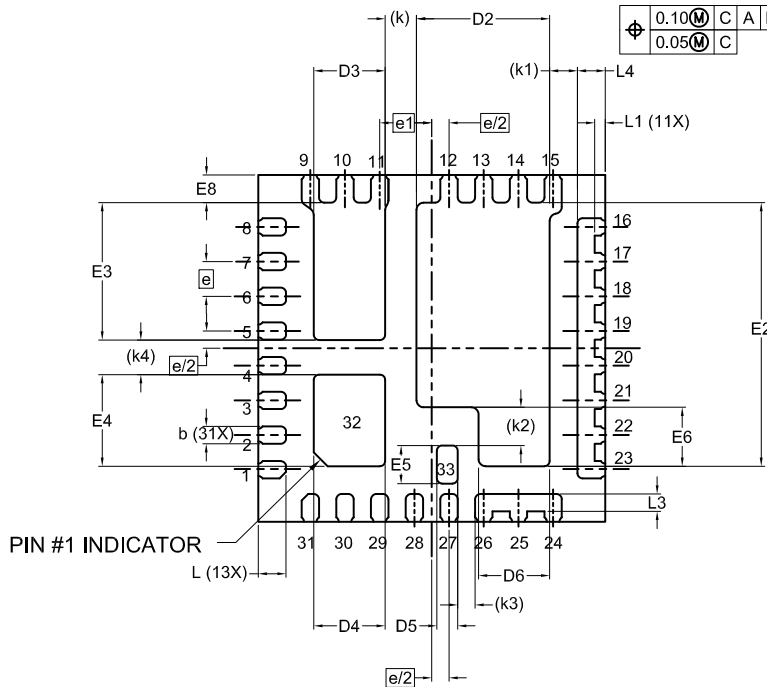 (k)
D2
0.10Ⓜ C A
0.05Ⓜ C
D3
(k1)
L4
e1
e/2
L1 (11X)
9 10 11 12 13 14 15
E8
8
16
7
17
E3
e
6
18
E2
5
19
(k4)
e/2
4
20
3
21
E4
32
(k2)
E6
b (31X)
2
22
E5
33
1
23
L3
PIN #1 INDICATOR
31 30 29 28 27 26 25 24
L (13X)
D6
(k3)
D4
D5
e/2